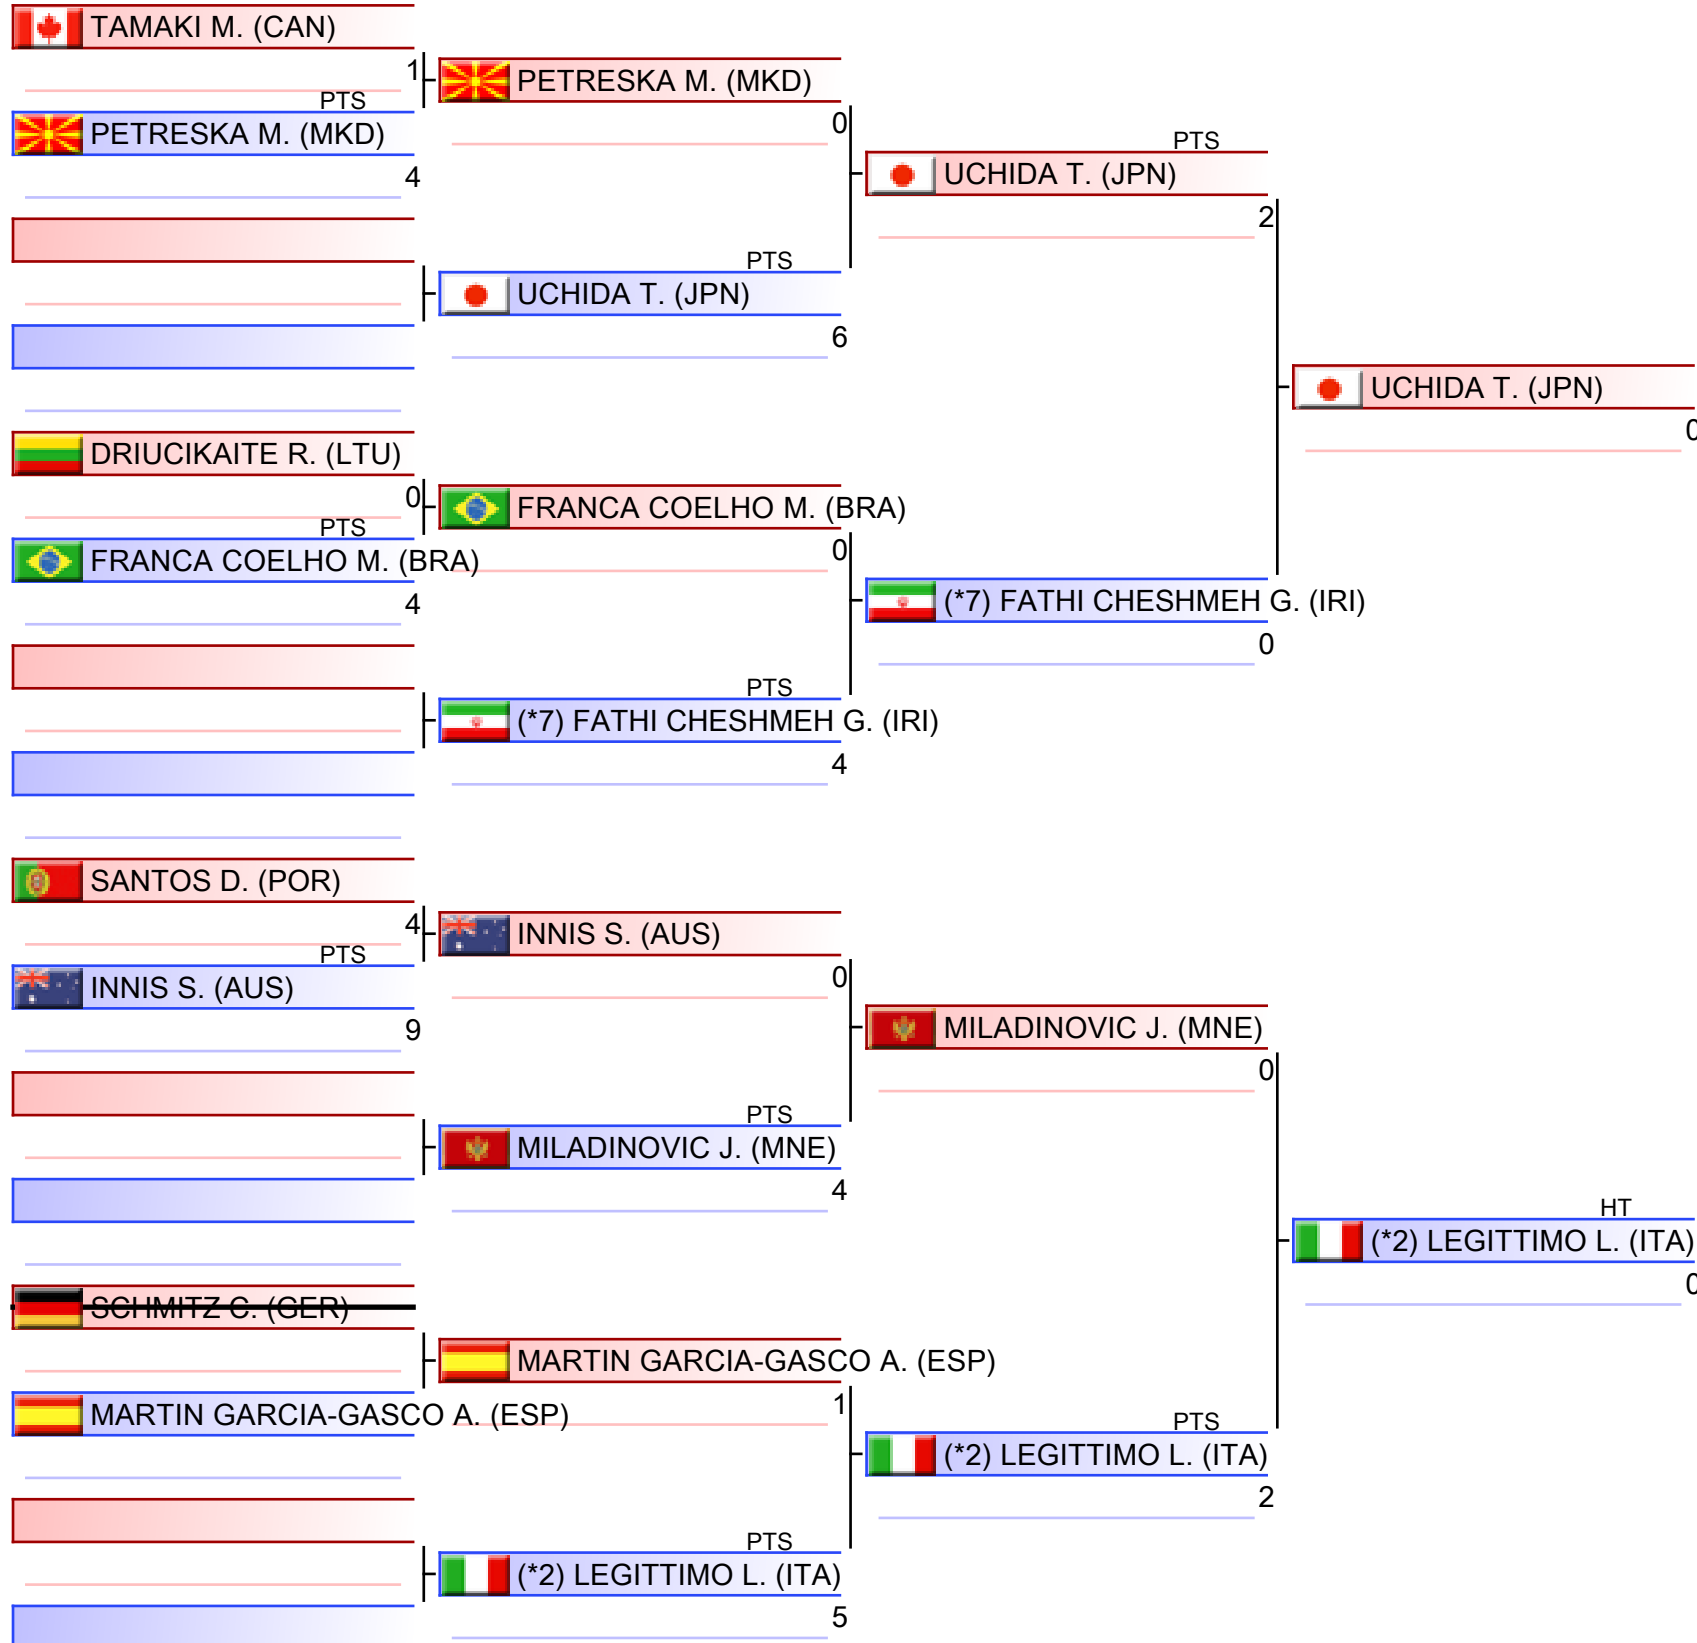 TAMAKI M. (CAN)
1
PTS
PETRESKA M. (MKD)
4
DRIUCIKAITE R. (LTU)
0
PTS
FRANCA COELHO M. (BRA)
4
SANTOS D. (POR)
4
PTS
INNIS S. (AUS)
9
SCHMITZ C. (GER)
MARTIN GARCIA-GASCO A. (ESP)
PETRESKA M. (MKD)
0
PTS
UCHIDA T. (JPN)
6
FRANCA COELHO M. (BRA)
0
PTS
(*7) FATHI CHESHMEH G. (IRI)
4
INNIS S. (AUS)
0
PTS
MILADINOVIC J. (MNE)
4
MARTIN GARCIA-GASCO A. (ESP)
1
PTS
(*2) LEGITTIMO L. (ITA)
5
PTS
UCHIDA T. (JPN)
2
(*7) FATHI CHESHMEH G. (IRI)
0
MILADINOVIC J. (MNE)
0
PTS
(*2) LEGITTIMO L. (ITA)
2
UCHIDA T. (JPN)
0
HT
(*2) LEGITTIMO L. (ITA)
0